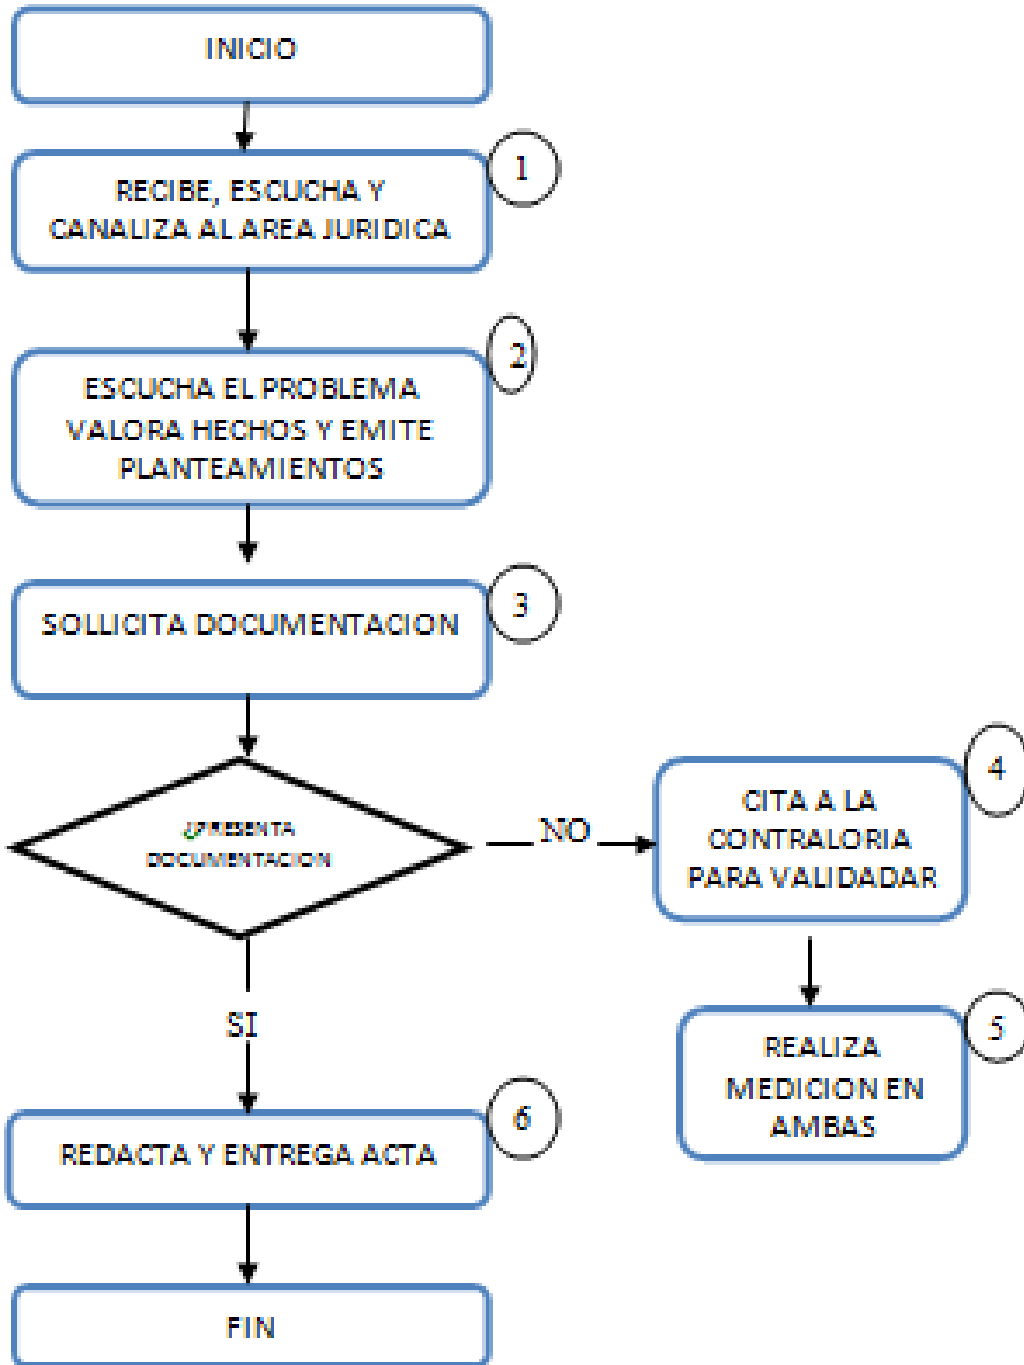 INICIO
1
RECIBE, ESCUCHA Y
CANALIZA AL AREA JURIDICA
2
ESCUCHA EL PROBLEMA
VALORA HECHOS Y EMITE
PLANTEAMIENTOS
3
SOLLICITA DOCUMENTACION
¿PRESENTA
DOCUMENTACION
NO
4
CITA A LA
CONTRALORIA
PARA VALIDADAR
5
REALIZA
MEDICION EN
AMBAS
SI
6
REDACTA Y ENTREGA ACTA
FIN